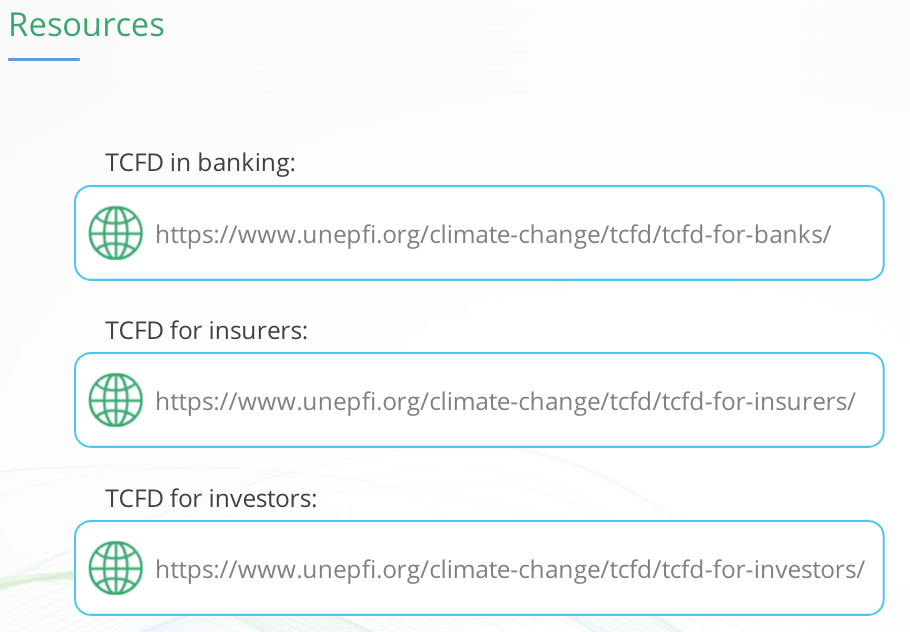 Resources
TCFD in banking:
https://www.unepfi.org/climate-change/tcfd/tcfd-for-banks/
TCFD for insurers:
https://www.unepfi.org/climate-change/tcfd/tcfd-for-insurers/
TCFD for investors:
https://www.unepfi.org/climate-change/tcfd/tcfd-for-investors/